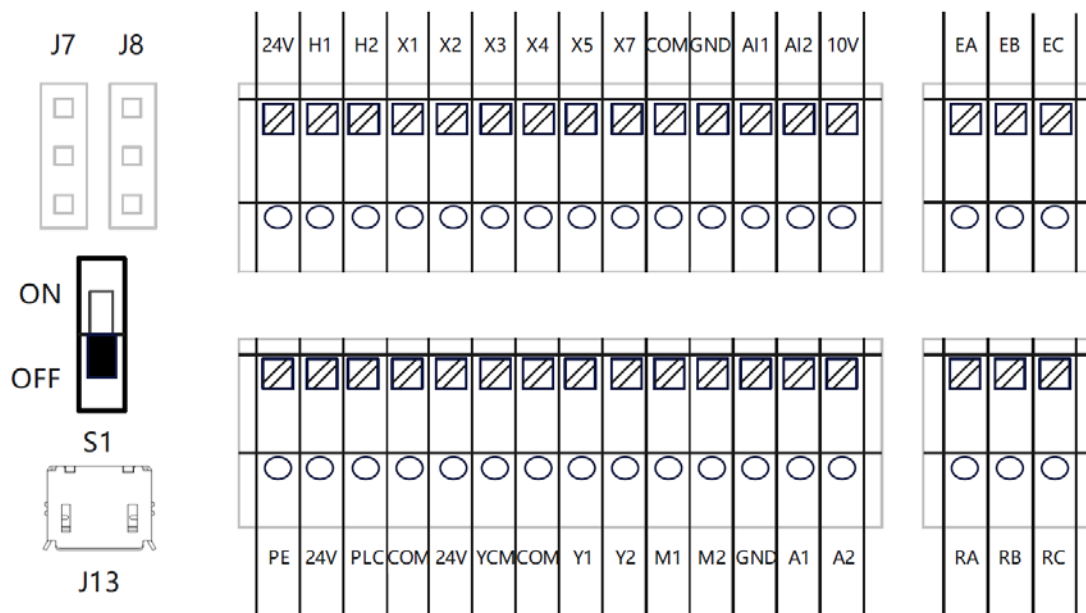 J7 J8
24V H1 H2 X1 X2 X3 X4 X5 X7 COM GND AI1 AI2 10V EA EB EC
ON
OFF
S1
J13
PE 24V PLC COM 24V YCM COM Y1 Y2 M1 M2 GND A1 A2 RA RB RC